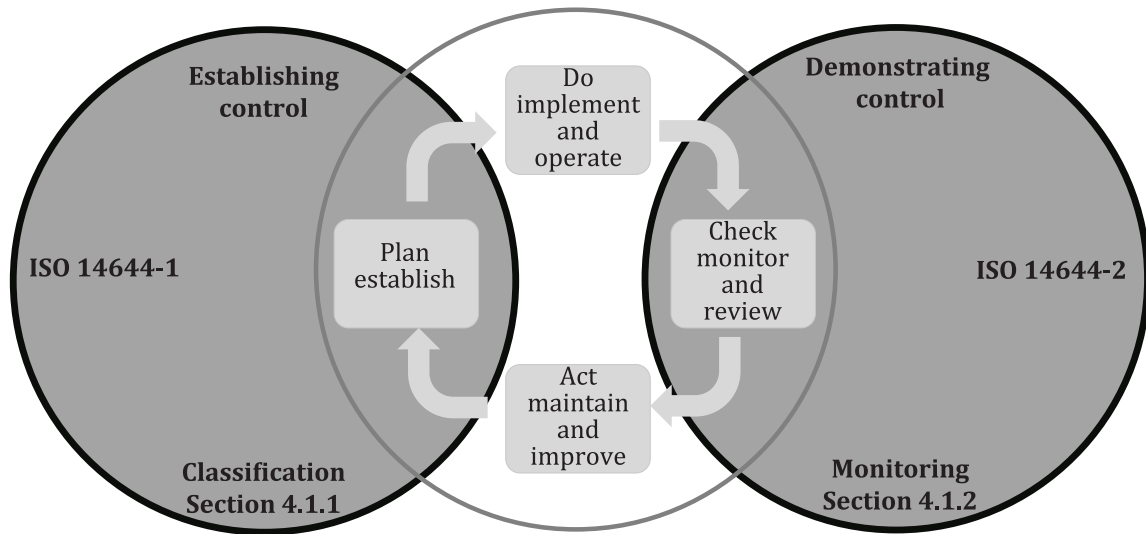 Establishing
control
ISO 14644-1
Classification
Section 4.1.1
Plan
establish
Do
implement
and
operate
Check
monitor
and
review
Act
maintain
and
improve
Demonstrating
control
ISO 14644-2
Monitoring
Section 4.1.2